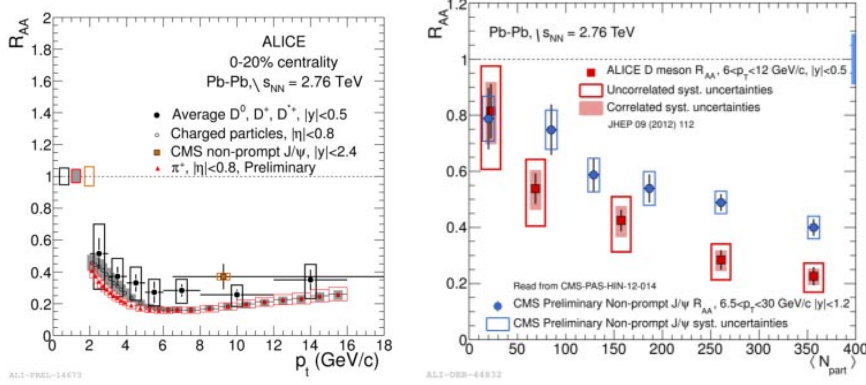 R_AA
2
1.8
1.6
1.4
1.2
1
0.8
0.6
0.4
0.2
0
ALICE
0-20% centrality
Pb-Pb, √s_NN = 2.76 TeV
Average D^0, D^+, D^*+, |y|<0.5
Charged particles, |η|<0.8
CMS non-prompt J/ψ, |y|<2.4
π^±, |η|<0.8, Preliminary
0 2 4 6 8 10 12 14 16 18
p_t (GeV/c)
ALI-PREL-14673
R_AA
1
0.8
0.6
0.4
0.2
0
Pb-Pb, √s_NN = 2.76 TeV
ALICE D meson R_AA, 6<p_T<12 GeV/c, |y|<0.5
Uncorrelated syst. uncertainties
Correlated syst. uncertainties
JHEP 09 (2012) 112
Read from CMS-PAS-HIN-12-014
CMS Preliminary Non-prompt J/ψ R_AA, 6.5<p_T<30 GeV/c |y|<1.2
CMS Preliminary Non-prompt J/ψ syst. uncertainties
0 50 100 150 200 250 300 350 400
⟨N_part⟩
ALI-DER-44832